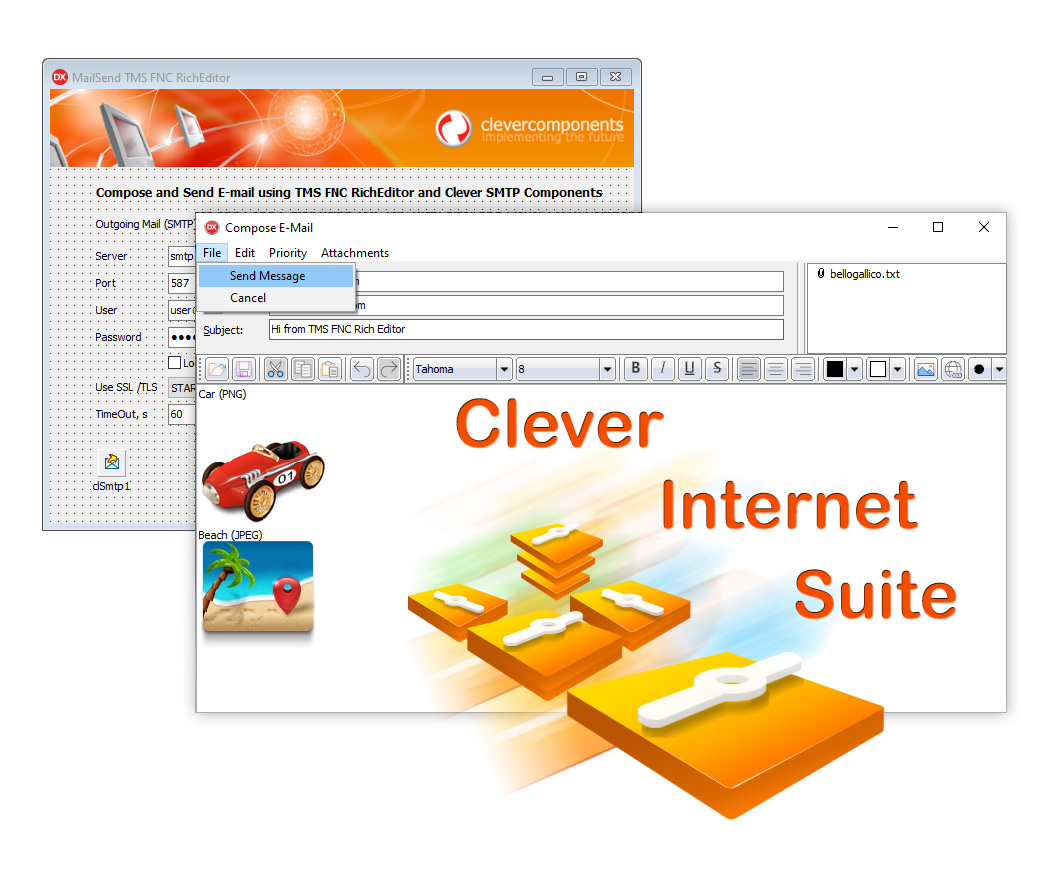 MailSend TMS FNC RichEditor
clevercomponents
implementing the future
Compose and Send E-mail using TMS FNC RichEditor and Clever SMTP Components
Outgoing Mail (SMTP)
Server smtp
Port 587
User user@
Password
Lo
Use SSL /TLS STAR
TimeOut, s 60
clSmtp1
Compose E-Mail
File Edit Priority Attachments
Send Message
Cancel
Subject: Hi from TMS FNC Rich Editor
bellogallico.txt
Tahoma 8 B I U S
Car (PNG)
01
Beach (JPEG)
Clever
Internet
Suite